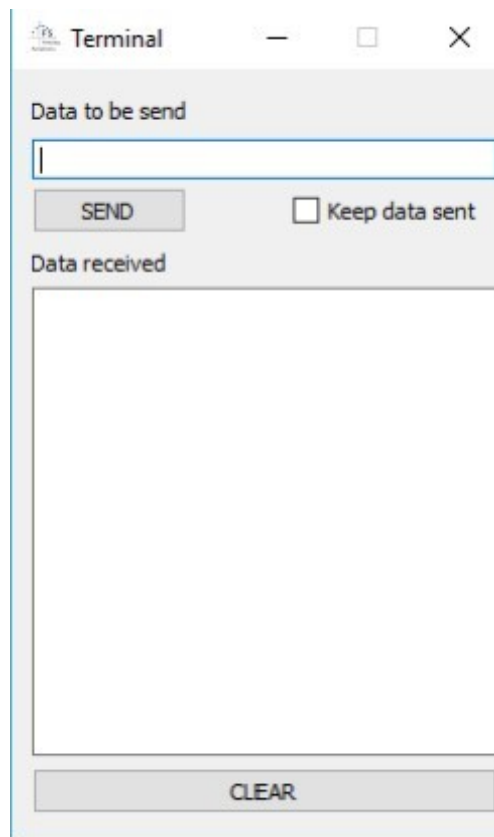 Terminal
Data to be send
SEND
Keep data sent
Data received
CLEAR